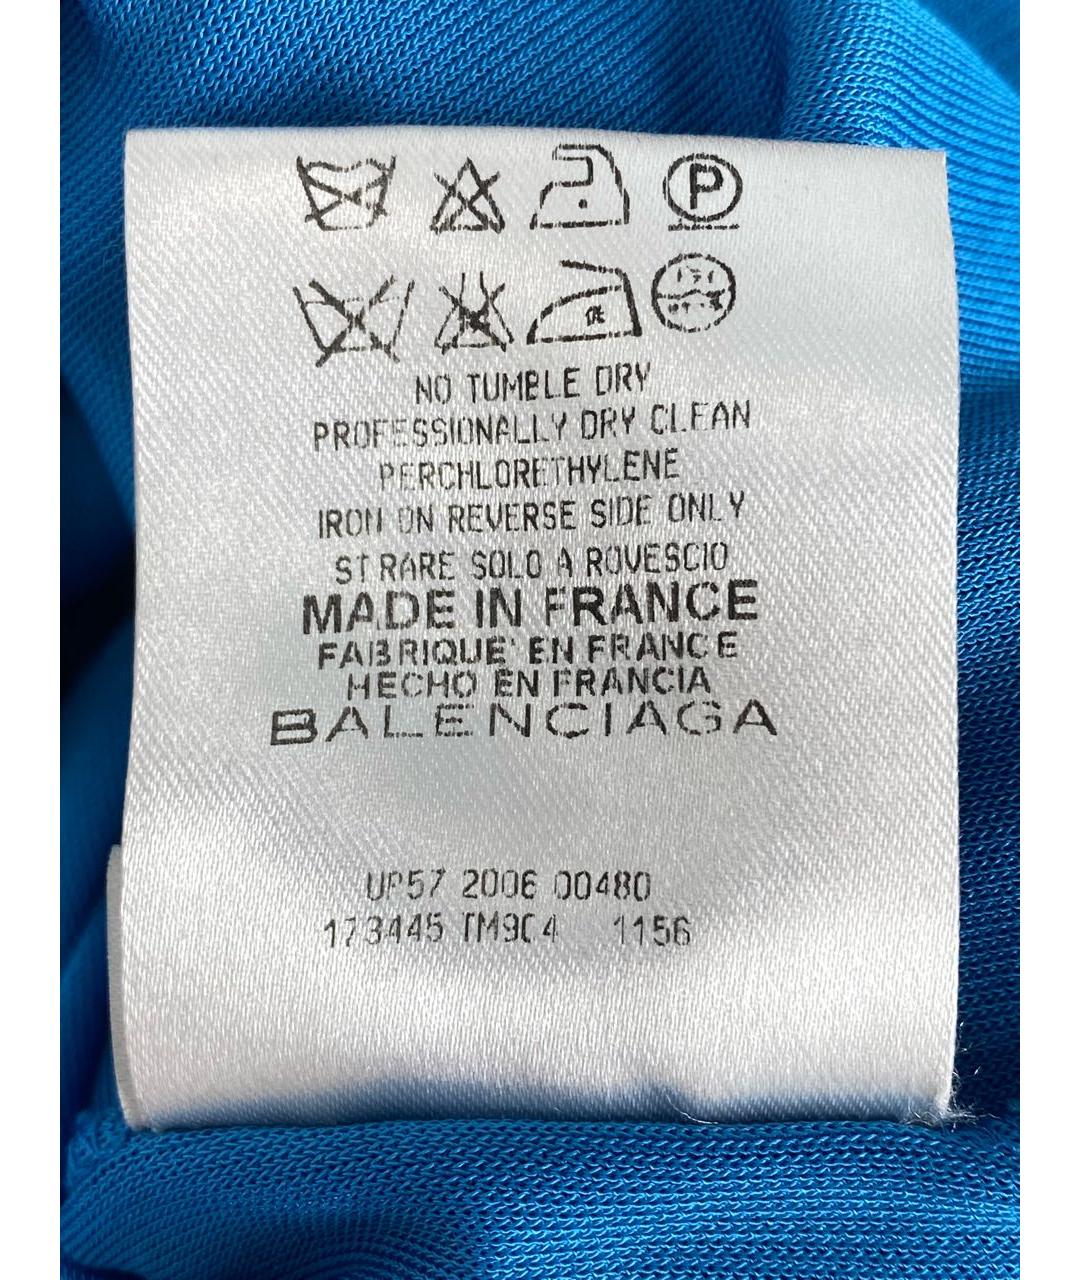 P
NO TUMBLE DRY
PROFESSIONALLY DRY CLEAN
PERCHLORETHYLENE
IRON ON REVERSE SIDE ONLY
STIRARE SOLO A ROVESCIO
MADE IN FRANCE
FABRIQUE' EN FRANCE
HECHO EN FRANCIA
BALENCIAGA
UP57 2006 00480
173445 TM9C4 1156